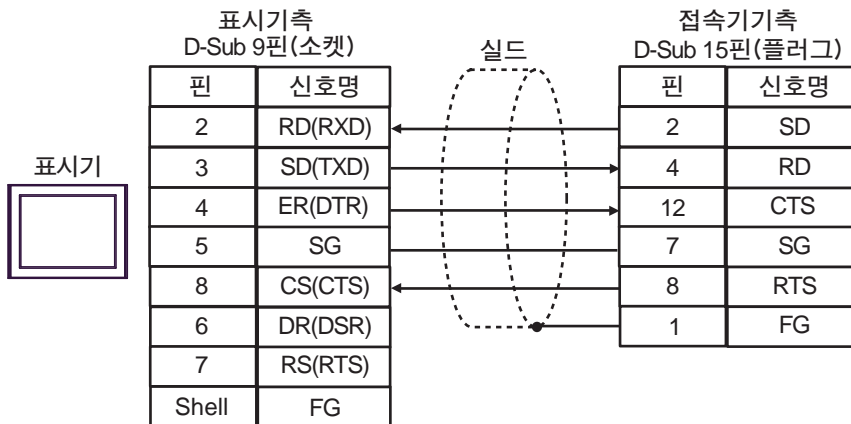 표시기측
D-Sub 9핀(소켓)
실드
접속기기측
D-Sub 15핀(플러그)
핀 신호명 핀 신호명
2 RD(RXD) 2 SD
표시기
3 SD(TXD) 4 RD
4 ER(DTR) 12 CTS
5 SG 7 SG
8 CS(CTS) 8 RTS
6 DR(DSR) 1 FG
7 RS(RTS)
Shell FG